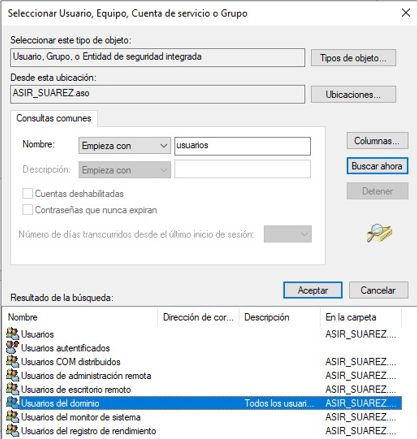 Seleccionar Usuario, Equipo, Cuenta de servicio o Grupo
Seleccionar este tipo de objeto:
Usuario, Grupo, o Entidad de seguridad integrada
Tipos de objeto...
Desde esta ubicación:
ASIR_SUAREZ.aso
Ubicaciones...
Consultas comunes
Nombre: Empieza con usuarios
Columnas...
Descripción: Empieza con
Buscar ahora
Cuentas deshabilitadas
Detener
Contraseñas que nunca expiran
Número de días transcurridos desde el último inicio de sesión:
Aceptar Cancelar
Resultado de la búsqueda:
Nombre Dirección de cor... Descripción En la carpeta
Usuarios ASIR_SUAREZ....
Usuarios autentificados
Usuarios COM distribuidos ASIR_SUAREZ....
Usuarios de administración remota ASIR_SUAREZ....
Usuarios de escritorio remoto ASIR_SUAREZ....
Usuarios del dominio Todos los usuari... ASIR_SUAREZ....
Usuarios del monitor de sistema ASIR_SUAREZ....
Usuarios del registro de rendimiento ASIR_SUAREZ....